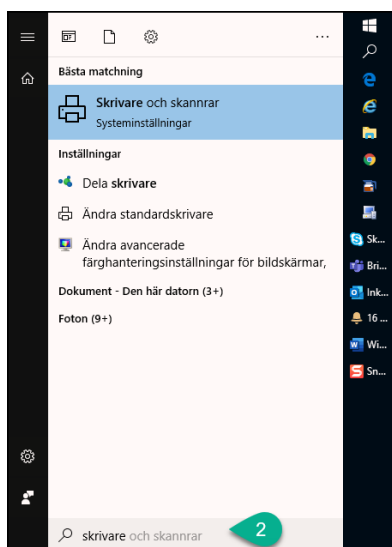 Bästa matchning
Skrivare och skannrar
Systeminställningar
Inställningar
Dela skrivare
Ändra standardskrivare
Ändra avancerade
färghanteringsinställningar för bildskärmar,
Dokument - Den här datorn (3+)
Foton (9+)
skrivare och skannrar
2
Sk...
Bri...
Ink...
16 ...
Wi...
Sn...